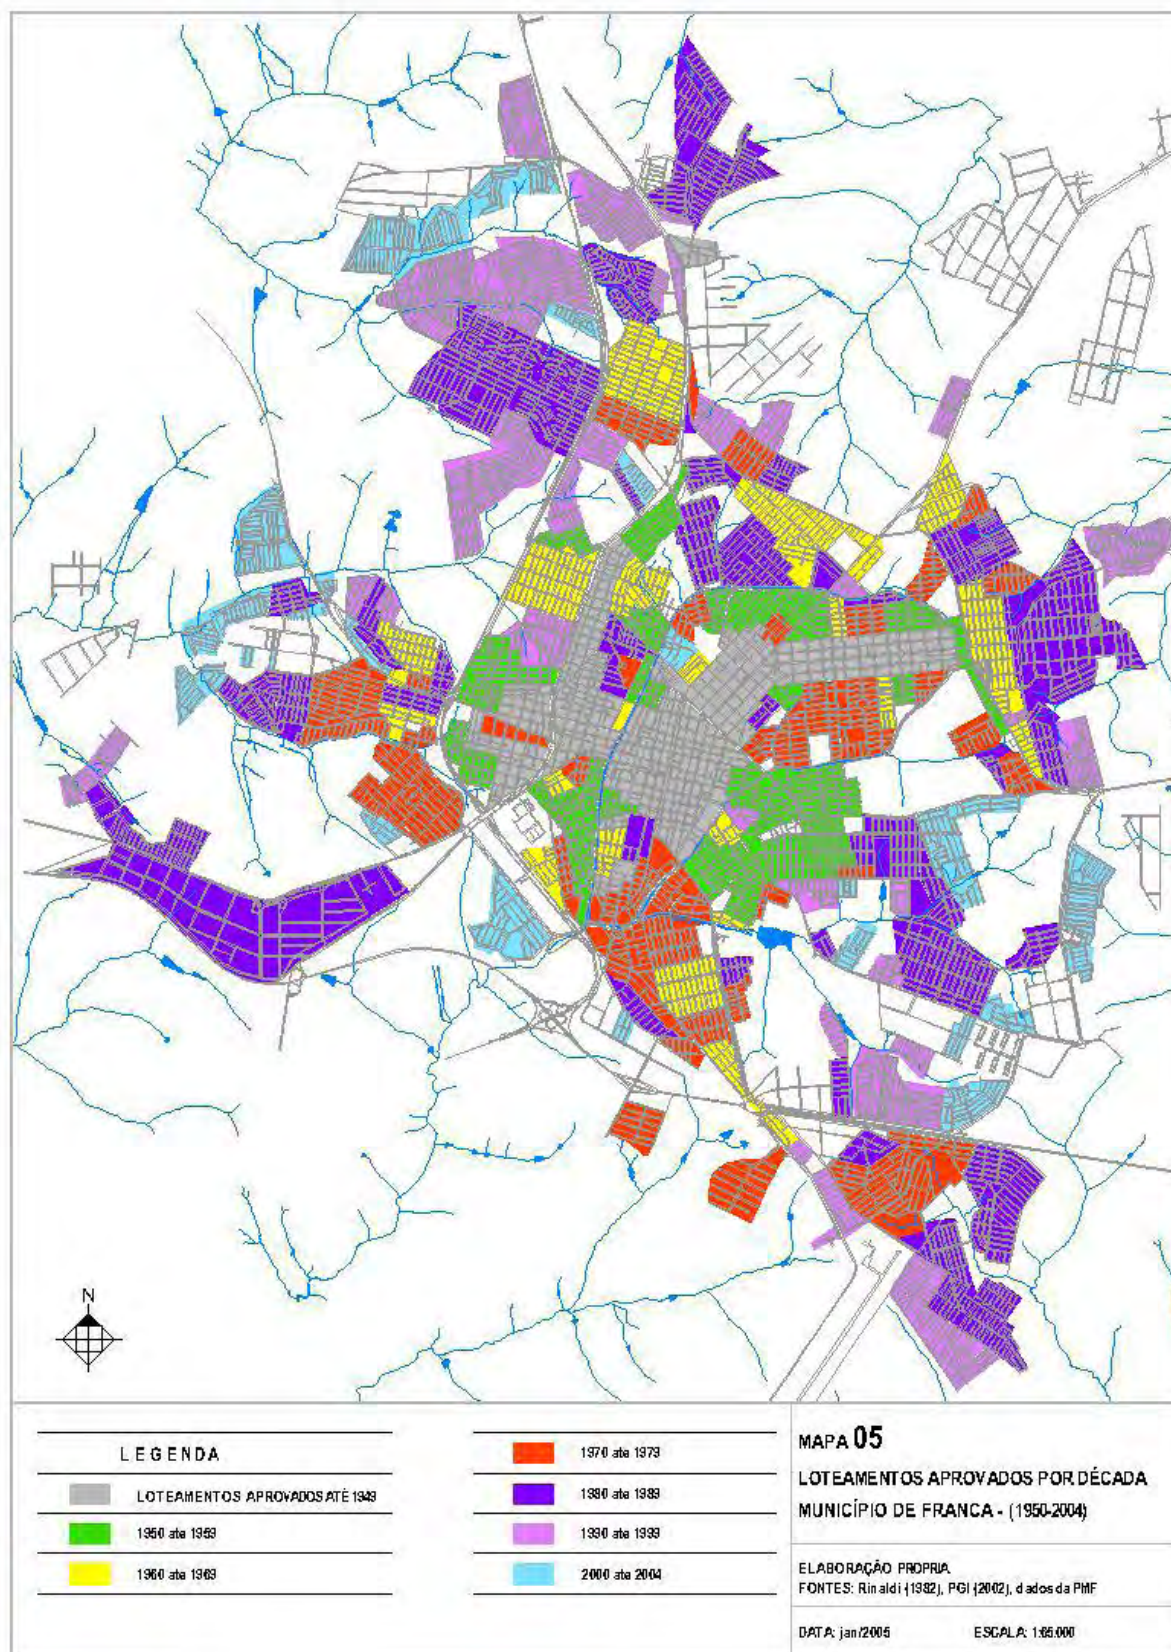 N
LEGENDA
LOTEAMENTOS APROVADOS ATÉ 1949
1950 ate 1959
1960 ate 1969
1970 ate 1979
1980 ate 1989
1990 ate 1999
2000 ate 2004
MAPA 05
LOTEAMENTOS APROVADOS POR DÉCADA
MUNICÍPIO DE FRANCA - (1950-2004)
ELABORAÇÃO PROPRIA
FONTES: Rinaldi (1982), PGI (2002), dados da PMF
DATA: jan/2005
ESCALA: 1:65.000